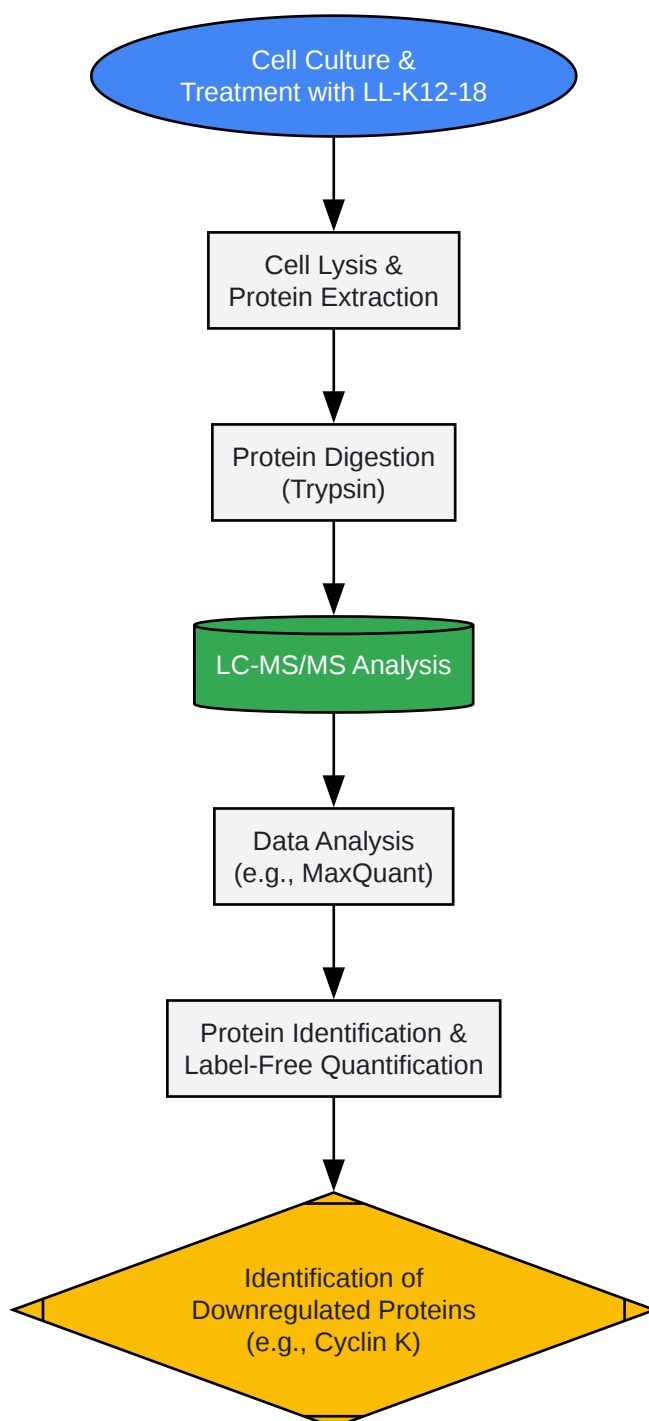 Cell Culture &
Treatment with LL-K12-18
Cell Lysis &
Protein Extraction
Protein Digestion
(Trypsin)
LC-MS/MS Analysis
Data Analysis
(e.g., MaxQuant)
Protein Identification &
Label-Free Quantification
Identification of
Downregulated Proteins
(e.g., Cyclin K)